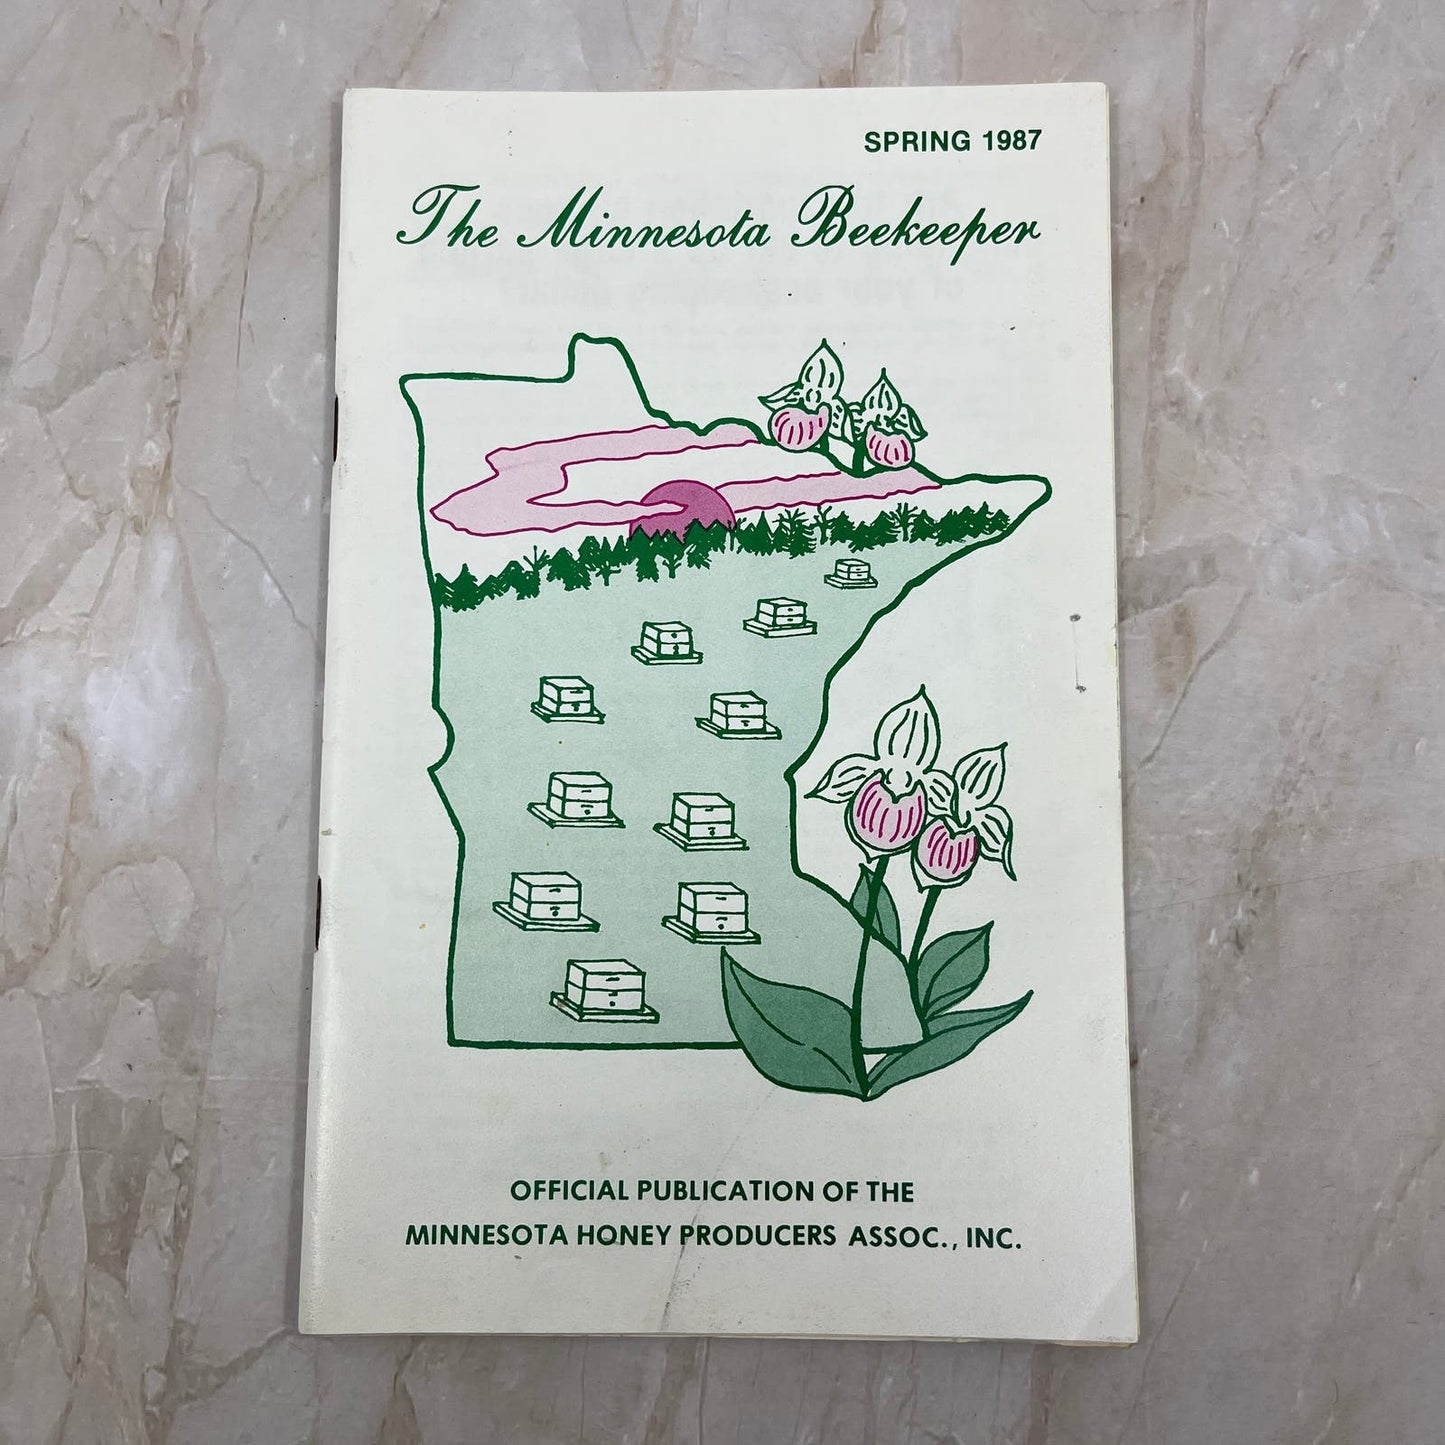 SPRING 1987
The Minnesota Beekeeper
OFFICIAL PUBLICATION OF THE
MINNESOTA HONEY PRODUCERS ASSOC., INC.